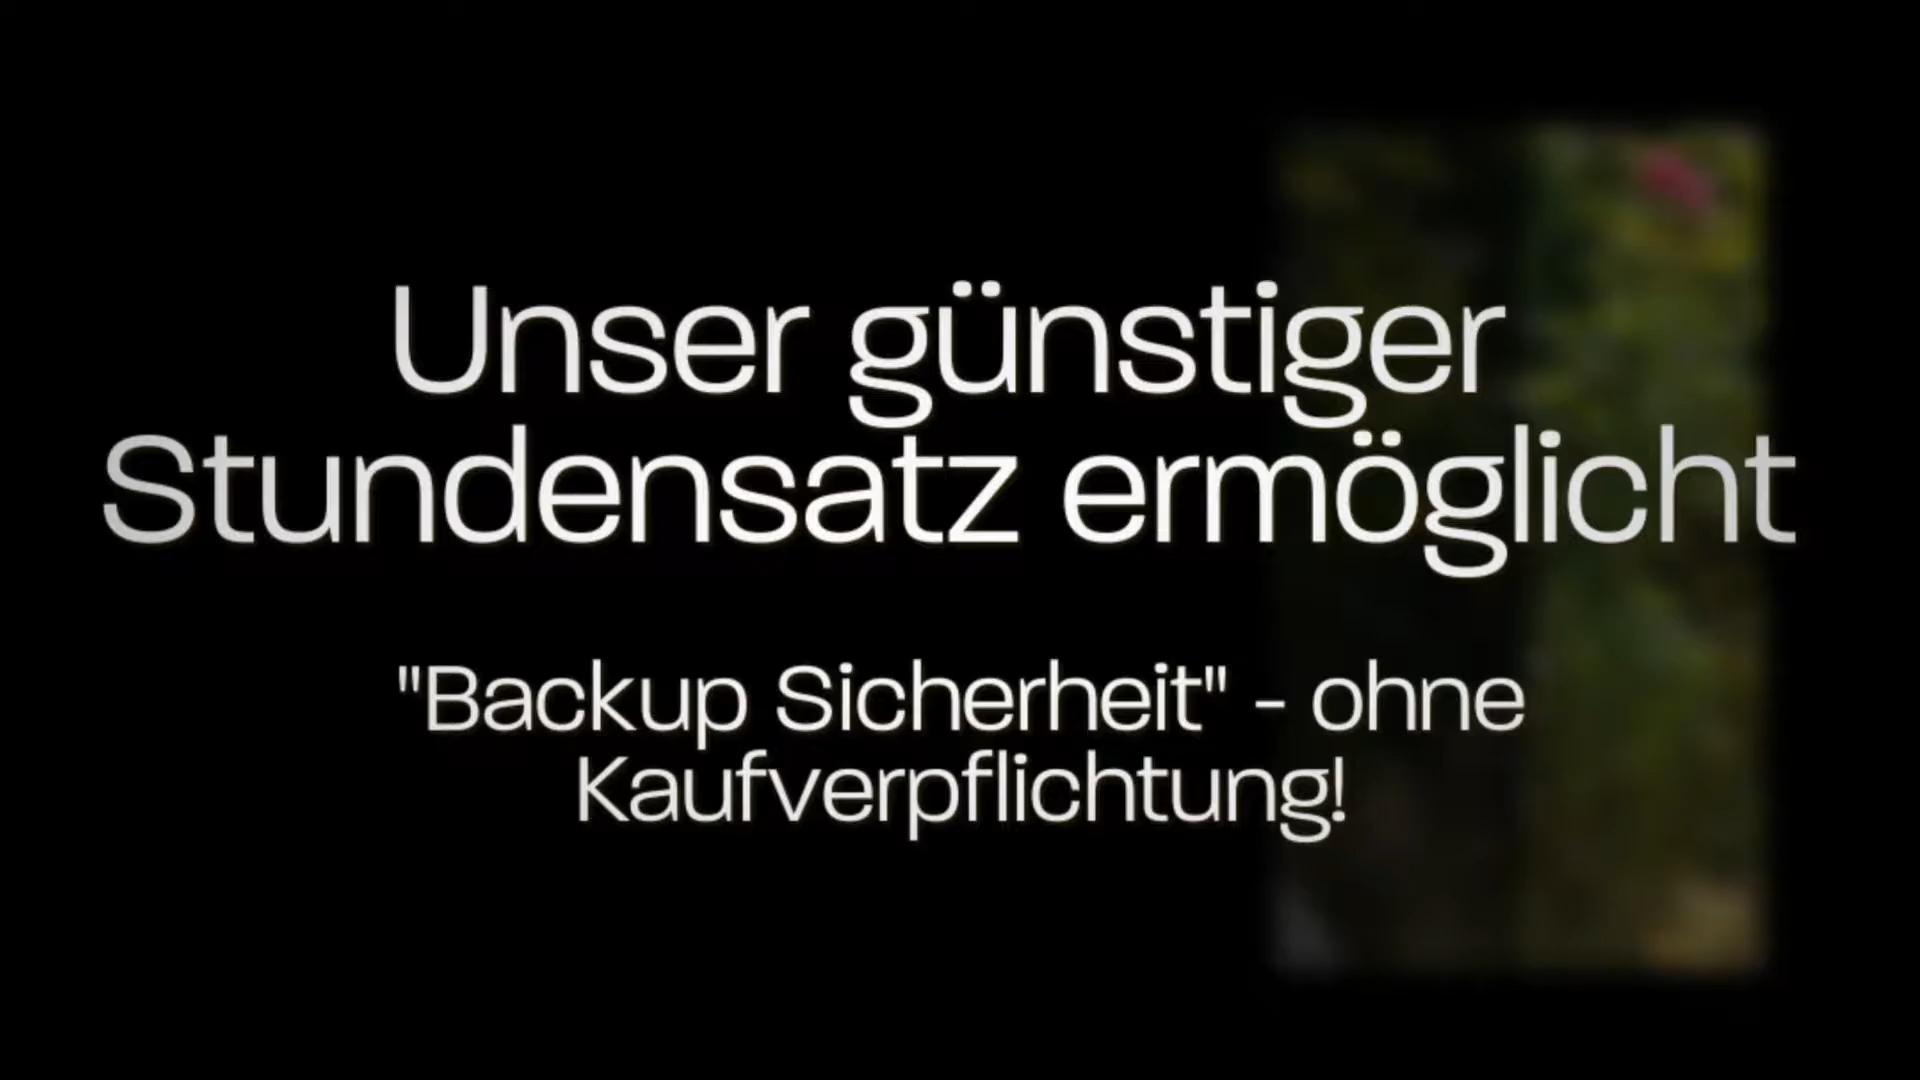 Unser günstiger
Stundensatz ermöglicht
"Backup Sicherheit" - ohne
Kaufverpflichtung!